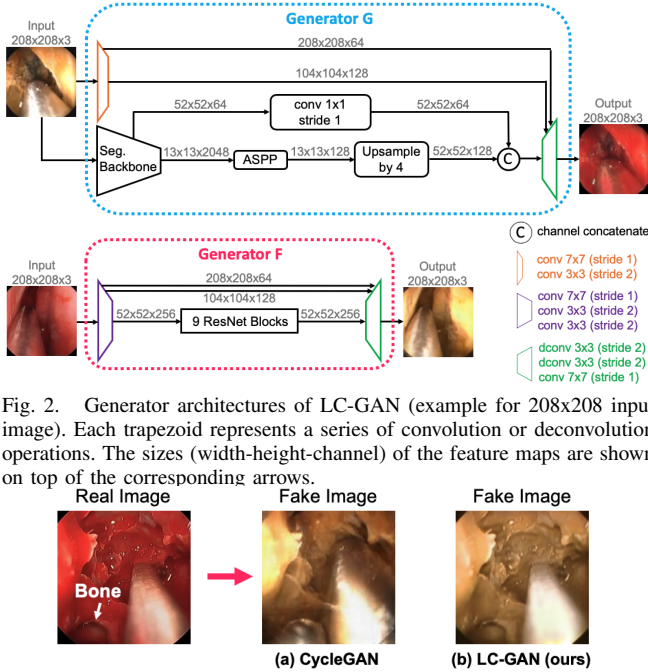 Generator G
Input
208x208x3
208x208x64
104x104x128
52x52x64
conv 1x1
stride 1
52x52x64
Output
208x208x3
Seg.
Backbone
13x13x2048
ASPP
13x13x128
Upsample
by 4
52x52x128
C
C channel concatenate
Generator F
Input
208x208x3
208x208x64
104x104x128
Output
208x208x3
52x52x256
9 ResNet Blocks
52x52x256
conv 7x7 (stride 1)
conv 3x3 (stride 2)
conv 7x7 (stride 1)
conv 3x3 (stride 2)
conv 3x3 (stride 2)
dconv 3x3 (stride 2)
dconv 3x3 (stride 2)
conv 7x7 (stride 1)
Fig. 2. Generator architectures of LC-GAN (example for 208x208 input
image). Each trapezoid represents a series of convolution or deconvolution
operations. The sizes (width-height-channel) of the feature maps are shown
on top of the corresponding arrows.
Real Image
Fake Image
Fake Image
Bone
(a) CycleGAN
(b) LC-GAN (ours)